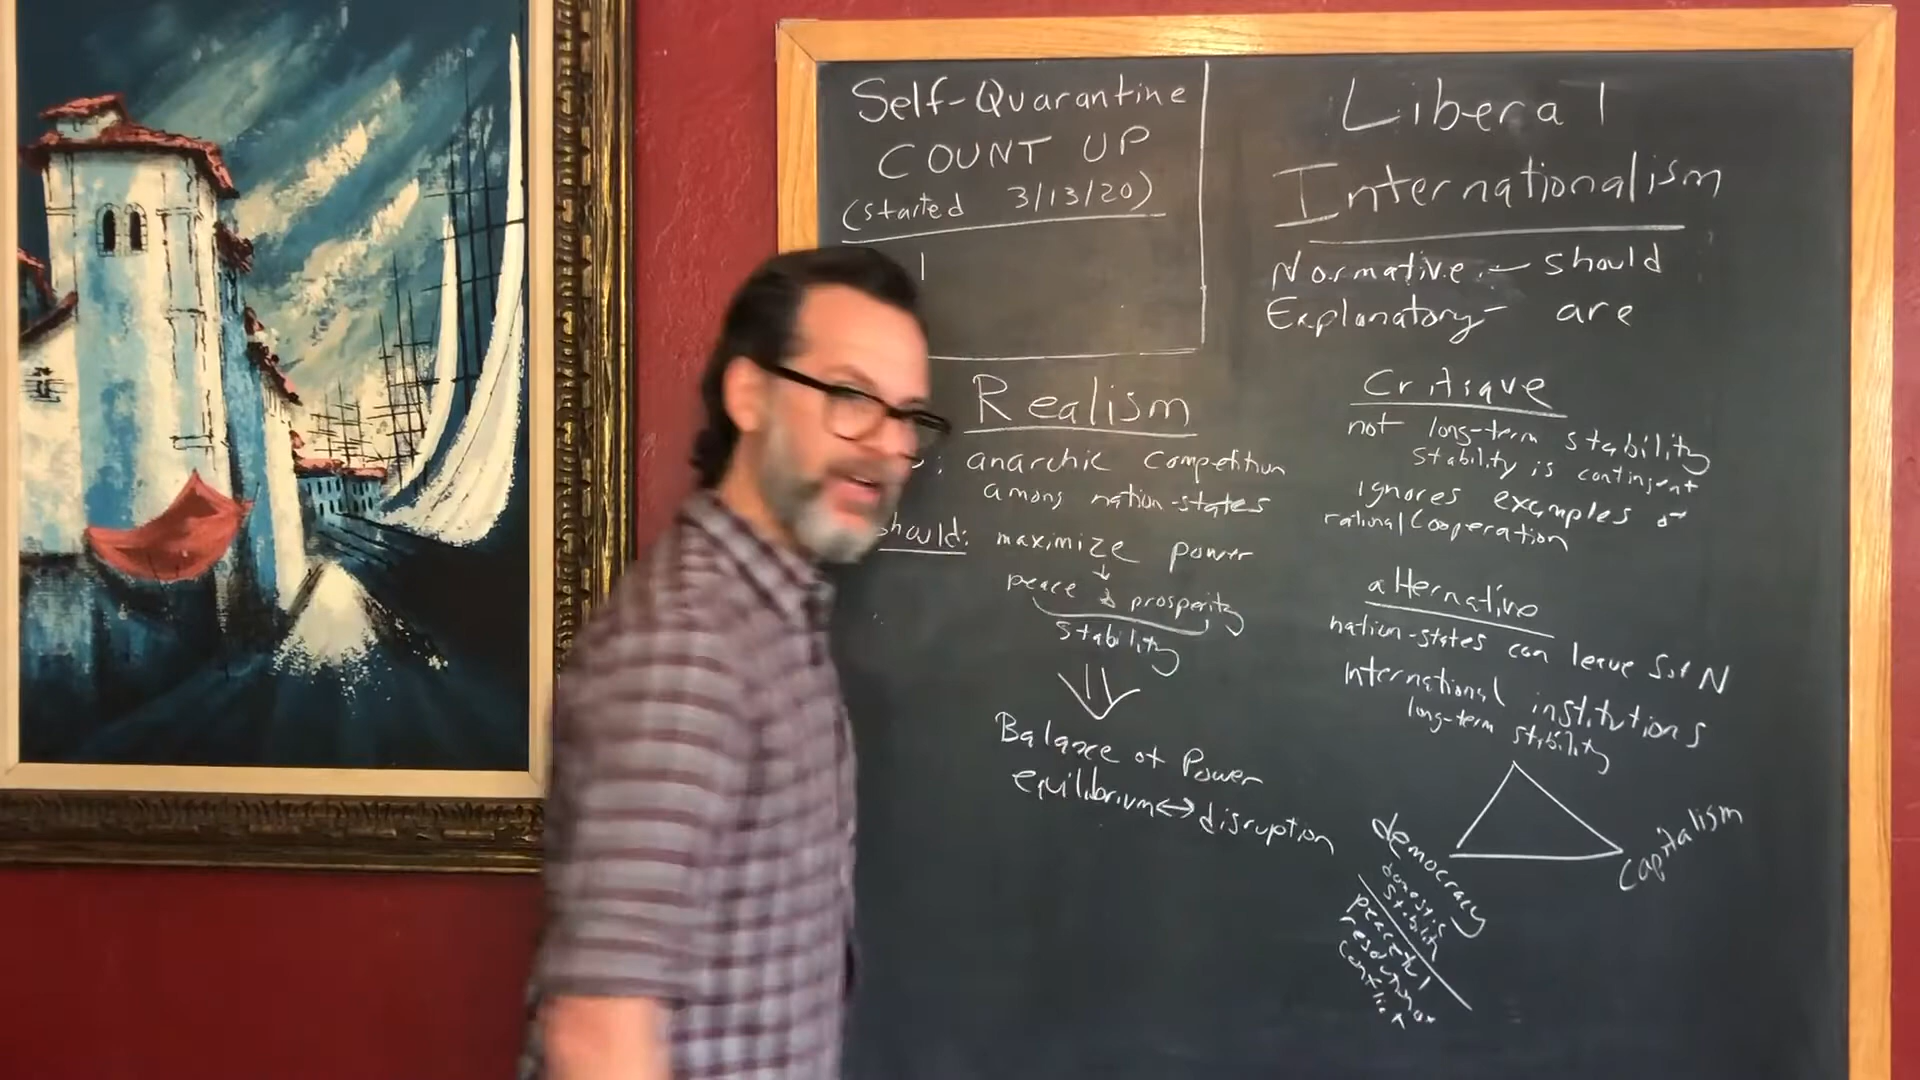 Self-Quarantine
COUNT UP
(started 3/13/20)
1
Realism
: anarchic competition
among nation-states
hould: maximize power
peace & prosperity
stability
Balance of Power
equilibrium ↔ disruption
Liberal
Internationalism
Normative - should
Explanatory - are
Critique
not long-term stability
stability is contingent
ignores examples of
rational cooperation
alternative
nation-states can leave S of N
International institutions
long-term stability
democracy
domestic
stability
peaceful
conflict
Capitalism